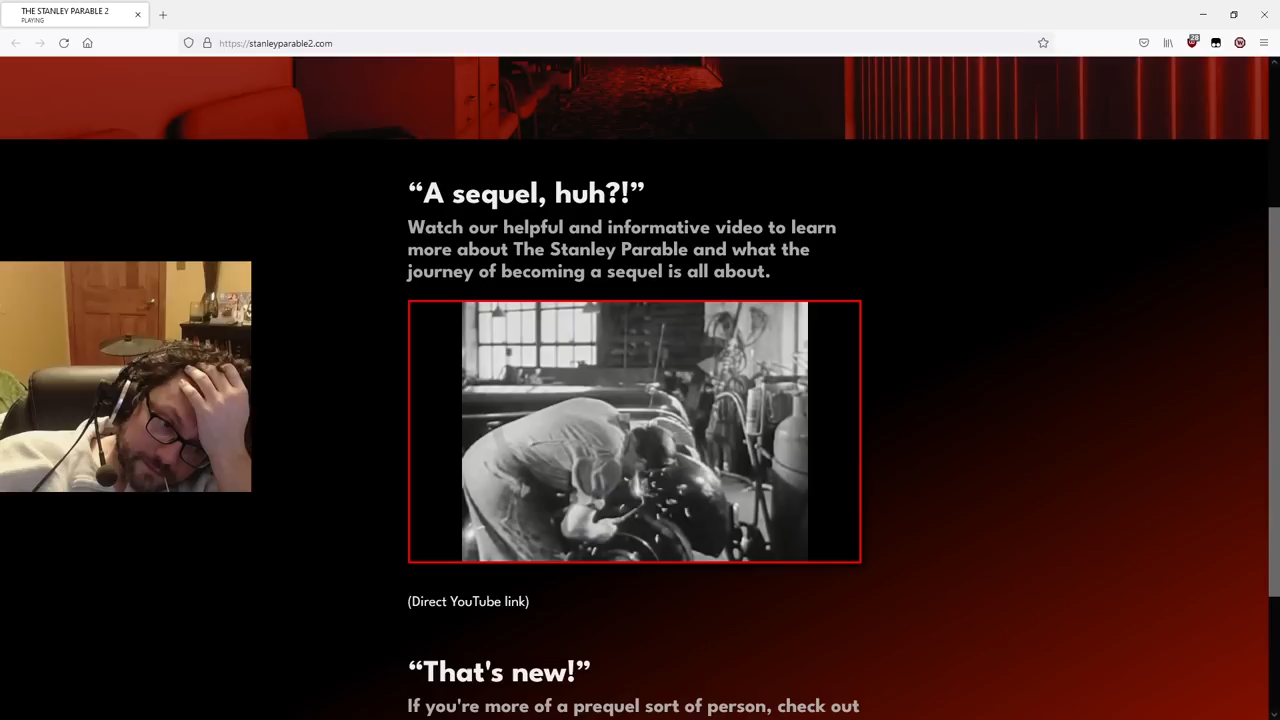 THE STANLEY PARABLE 2
PLAYING
https://stanleyparable2.com
“A sequel, huh?!”
Watch our helpful and informative video to learn
more about The Stanley Parable and what the
journey of becoming a sequel is all about.
(Direct YouTube link)
“That's new!”
If you're more of a prequel sort of person, check out